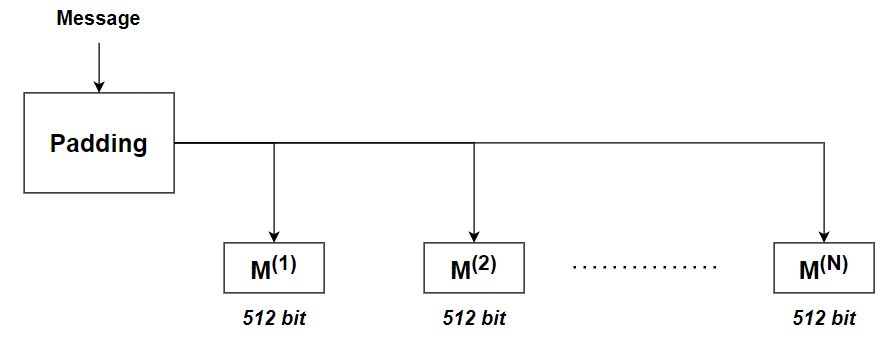 Message
Padding
M(1) M(2) M(N)
512 bit 512 bit 512 bit